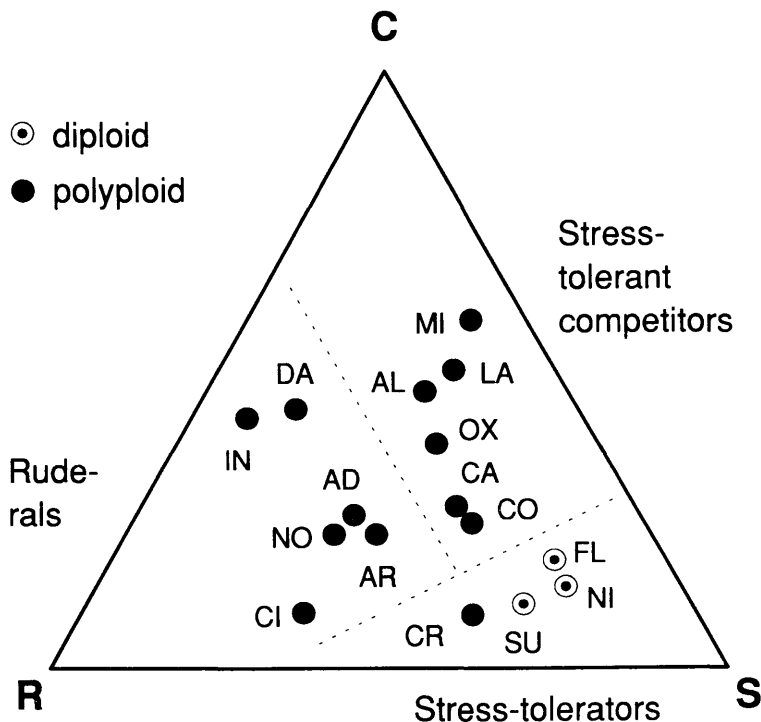 C
diploid
polyploid
Stress-
tolerant
competitors
MI
DA
AL
LA
IN
OX
Rude-
rals
AD
CA
NO
CO
AR
FL
CI
NI
CR
SU
R
S
Stress-tolerators